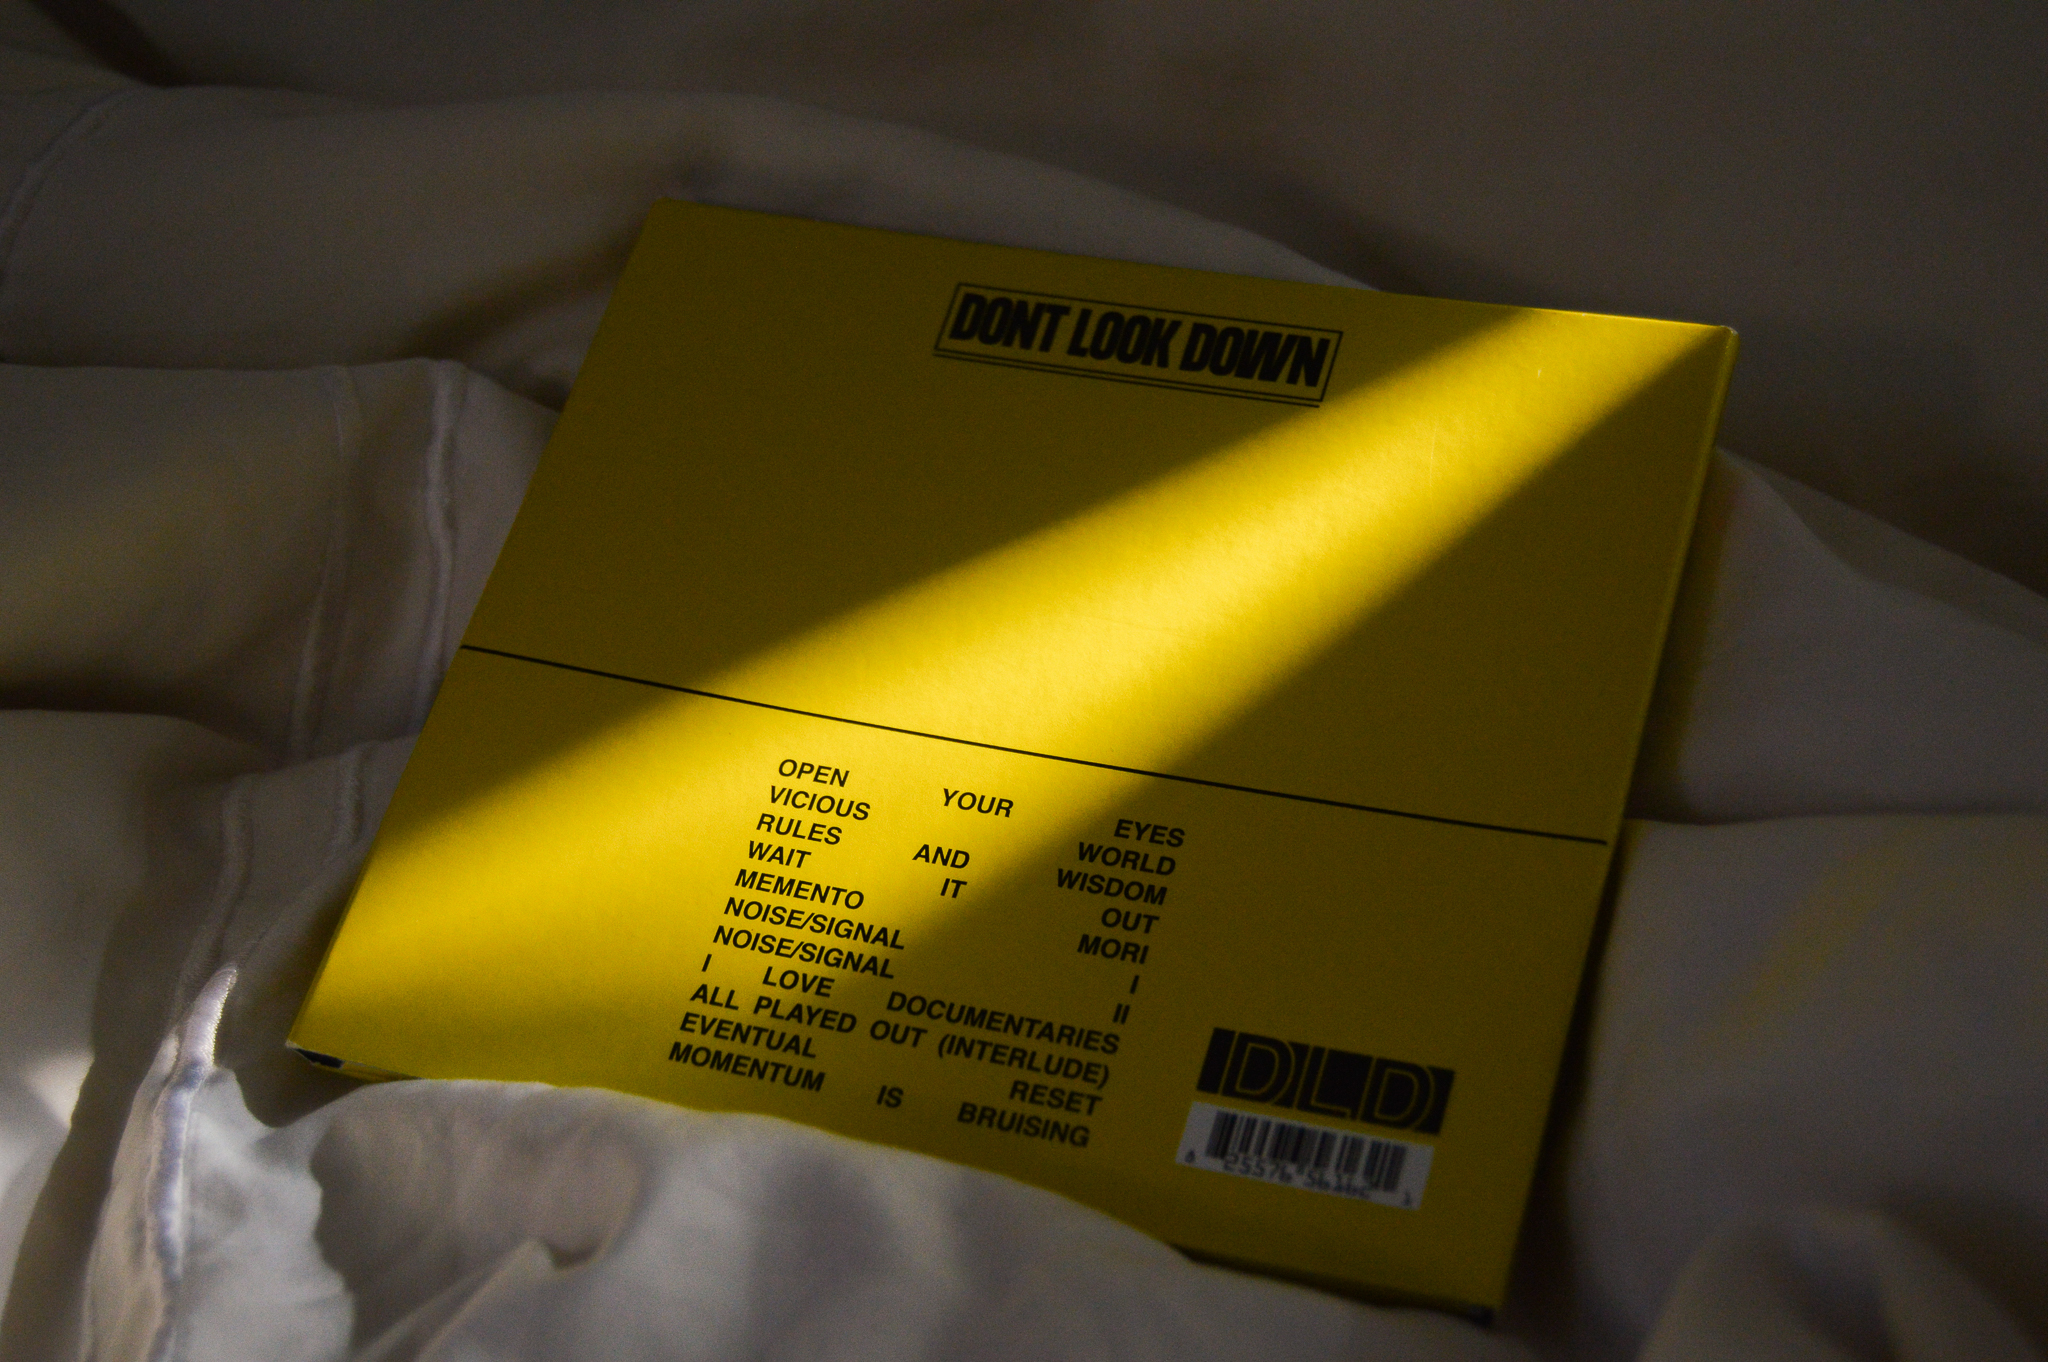 DONT LOOK DOWN
OPEN YOUR EYES
VICIOUS WORLD
RULES AND WISDOM
WAIT IT OUT
MEMENTO MORI
NOISE/SIGNAL I
NOISE/SIGNAL II
I LOVE DOCUMENTARIES
ALL PLAYED OUT (INTERLUDE)
EVENTUAL RESET
MOMENTUM IS BRUISING
DLD